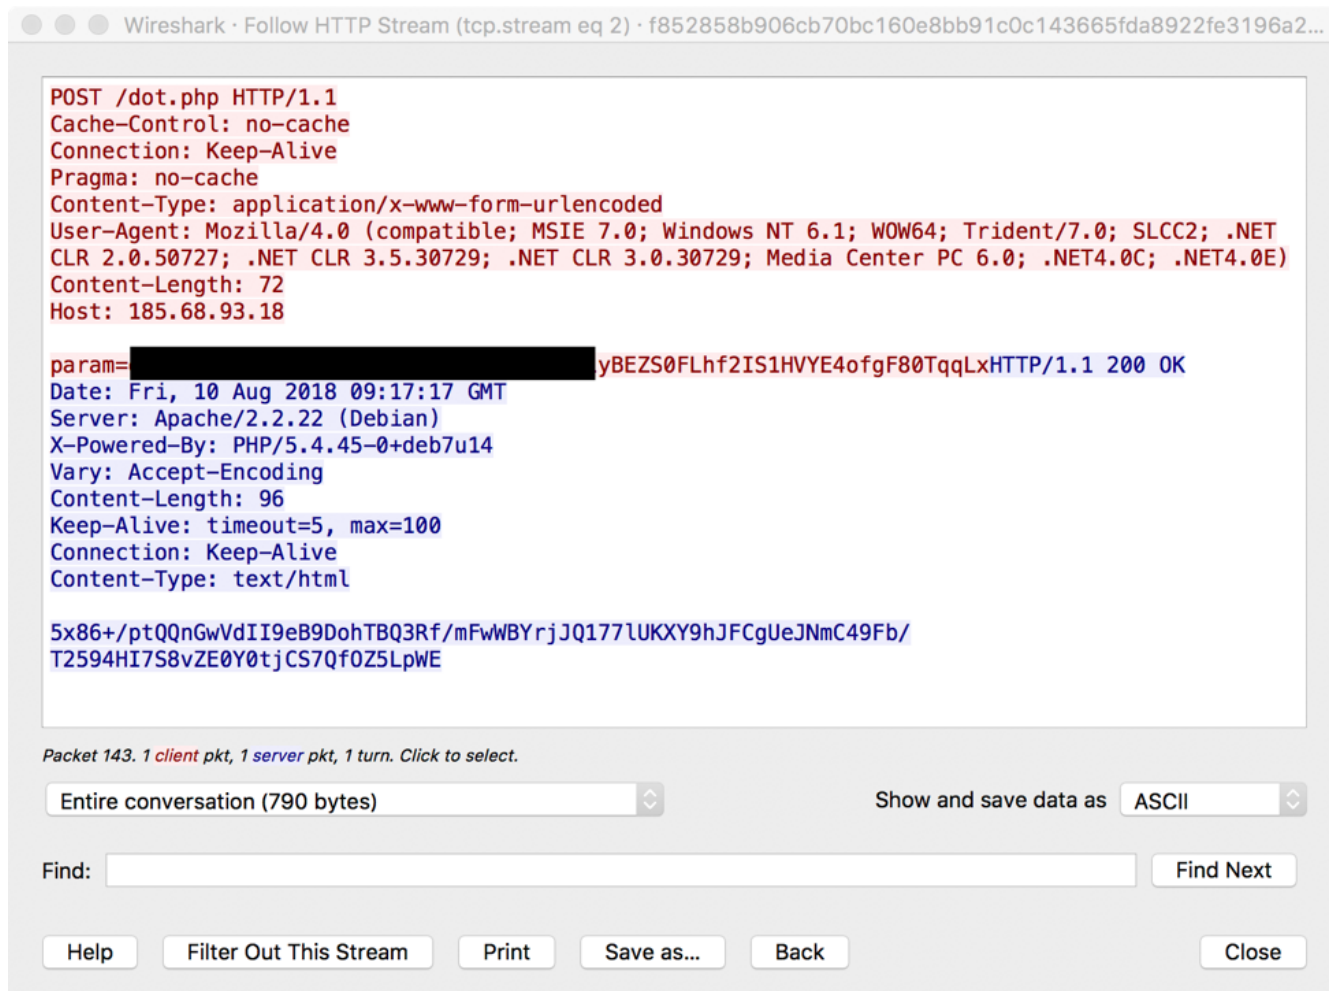 Wireshark · Follow HTTP Stream (tcp.stream eq 2) · f852858b906cb70bc160e8bb91c0c143665fda8922fe3196a2...
POST /dot.php HTTP/1.1
Cache-Control: no-cache
Connection: Keep-Alive
Pragma: no-cache
Content-Type: application/x-www-form-urlencoded
User-Agent: Mozilla/4.0 (compatible; MSIE 7.0; Windows NT 6.1; WOW64; Trident/7.0; SLCC2; .NET
CLR 2.0.50727; .NET CLR 3.5.30729; .NET CLR 3.0.30729; Media Center PC 6.0; .NET4.0C; .NET4.0E)
Content-Length: 72
Host: 185.68.93.18
param= yBEZS0FLhf2IS1HVYE4ofgF80TqqLxHTTP/1.1 200 OK
Date: Fri, 10 Aug 2018 09:17:17 GMT
Server: Apache/2.2.22 (Debian)
X-Powered-By: PHP/5.4.45-0+deb7u14
Vary: Accept-Encoding
Content-Length: 96
Keep-Alive: timeout=5, max=100
Connection: Keep-Alive
Content-Type: text/html
5x86+/ptQQnGwVdII9eB9DohTBQ3Rf/mFwWBYrjJQ177lUKXY9hJFCgUeJNmC49Fb/
T2594HI7S8vZE0Y0tjCS7QfOZ5LpWE
Packet 143. 1 client pkt, 1 server pkt, 1 turn. Click to select.
Entire conversation (790 bytes)
Show and save data as ASCII
Find:
Find Next
Help
Filter Out This Stream
Print
Save as...
Back
Close